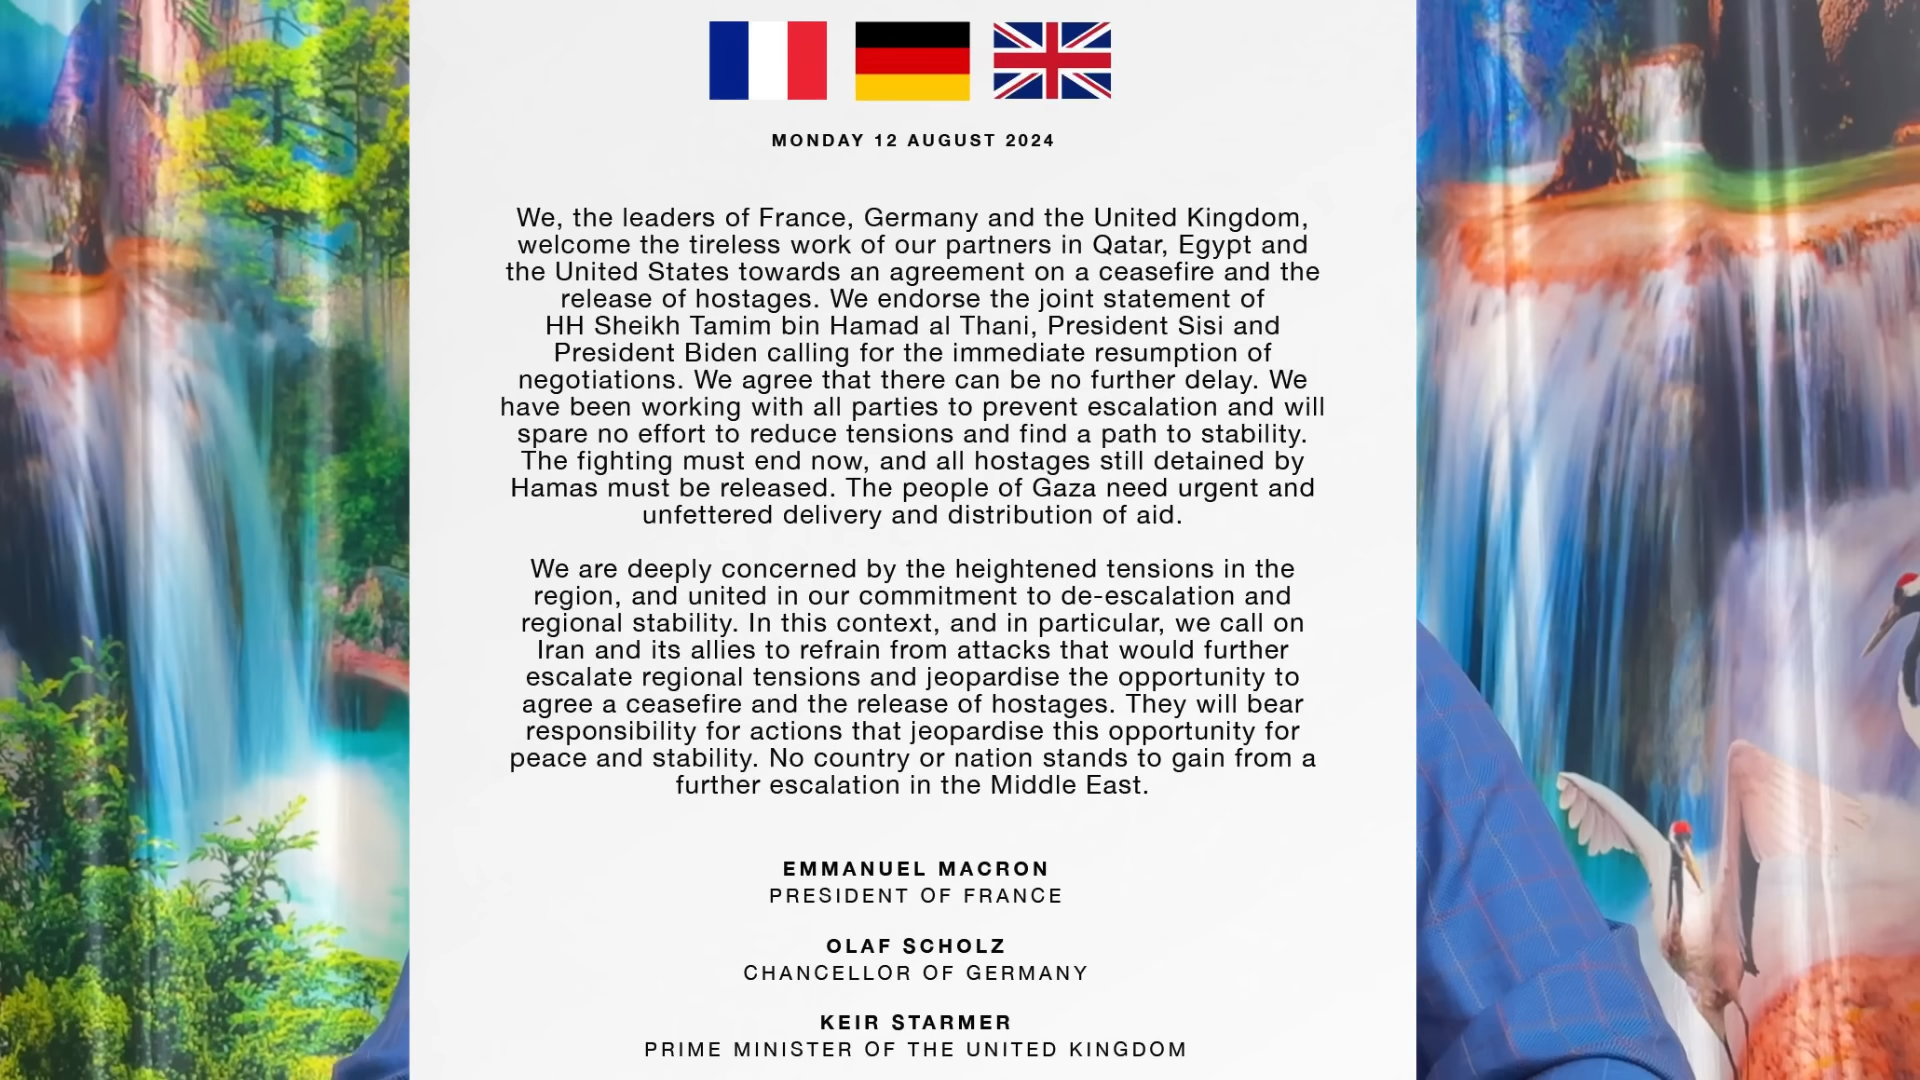 MONDAY 12 AUGUST 2024
We, the leaders of France, Germany and the United Kingdom,
welcome the tireless work of our partners in Qatar, Egypt and
the United States towards an agreement on a ceasefire and the
release of hostages. We endorse the joint statement of
HH Sheikh Tamim bin Hamad al Thani, President Sisi and
President Biden calling for the immediate resumption of
negotiations. We agree that there can be no further delay. We
have been working with all parties to prevent escalation and will
spare no effort to reduce tensions and find a path to stability.
The fighting must end now, and all hostages still detained by
Hamas must be released. The people of Gaza need urgent and
unfettered delivery and distribution of aid.
We are deeply concerned by the heightened tensions in the
region, and united in our commitment to de-escalation and
regional stability. In this context, and in particular, we call on
Iran and its allies to refrain from attacks that would further
escalate regional tensions and jeopardise the opportunity to
agree a ceasefire and the release of hostages. They will bear
responsibility for actions that jeopardise this opportunity for
peace and stability. No country or nation stands to gain from a
further escalation in the Middle East.
EMMANUEL MACRON
PRESIDENT OF FRANCE
OLAF SCHOLZ
CHANCELLOR OF GERMANY
KEIR STARMER
PRIME MINISTER OF THE UNITED KINGDOM